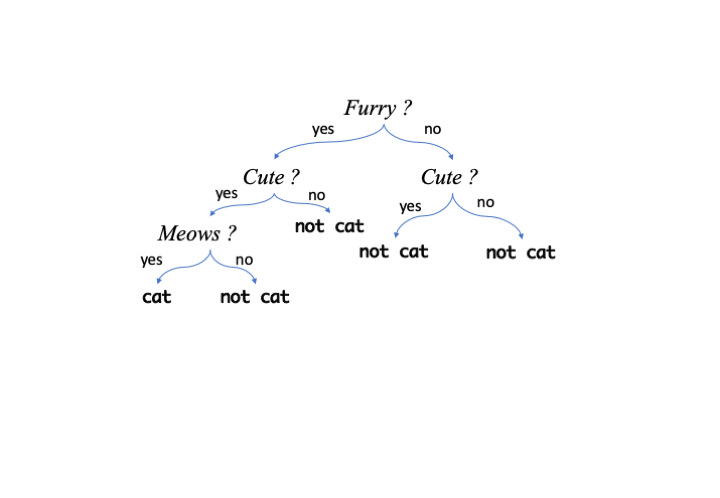 Furry ?
yes
no
Cute ?
Cute ?
yes
no
yes
no
Meows ?
not cat
not cat
not cat
yes
no
cat
not cat